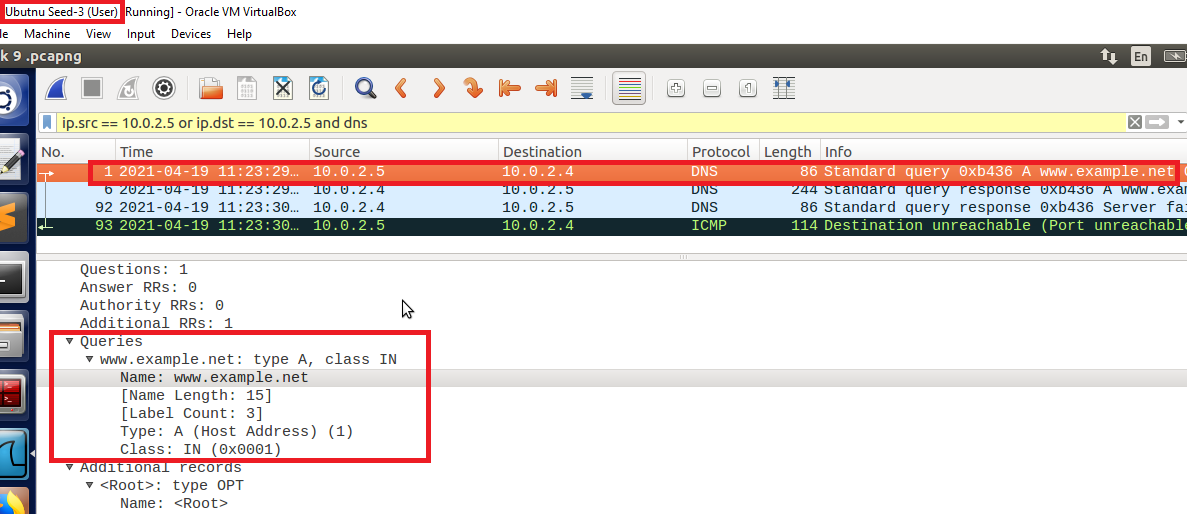 Ubutnu Seed-3 (User) [Running] - Oracle VM VirtualBox
le Machine View Input Devices Help
k 9 .pcapng En
ip.src == 10.0.2.5 or ip.dst == 10.0.2.5 and dns
No. Time Source Destination Protocol Length Info
1 2021-04-19 11:23:29… 10.0.2.5 10.0.2.4 DNS 86 Standard query 0xb436 A www.example.net
6 2021-04-19 11:23:29… 10.0.2.4 10.0.2.5 DNS 244 Standard query response 0xb436 A www.exam
92 2021-04-19 11:23:30… 10.0.2.4 10.0.2.5 DNS 86 Standard query response 0xb436 Server fai
93 2021-04-19 11:23:30… 10.0.2.5 10.0.2.4 ICMP 114 Destination unreachable (Port unreachable
Questions: 1
Answer RRs: 0
Authority RRs: 0
Additional RRs: 1
Queries
www.example.net: type A, class IN
Name: www.example.net
[Name Length: 15]
[Label Count: 3]
Type: A (Host Address) (1)
Class: IN (0x0001)
Additional records
<Root>: type OPT
Name: <Root>